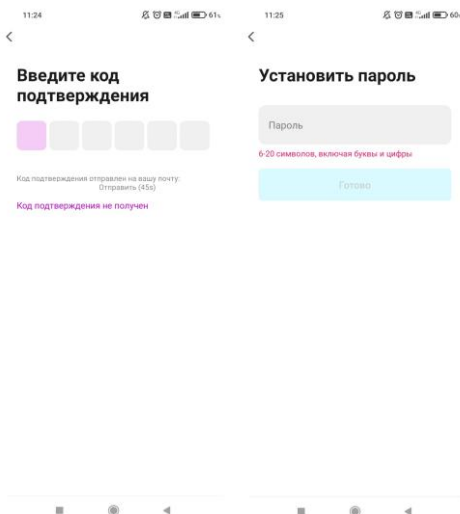 11:24
61%
Введите код
подтверждения
Код подтверждения отправлен на вашу почту.
Отправить (45s)
Код подтверждения не получен
11:25
60
Установить пароль
Пароль
6-20 символов, включая буквы и цифры
Готово